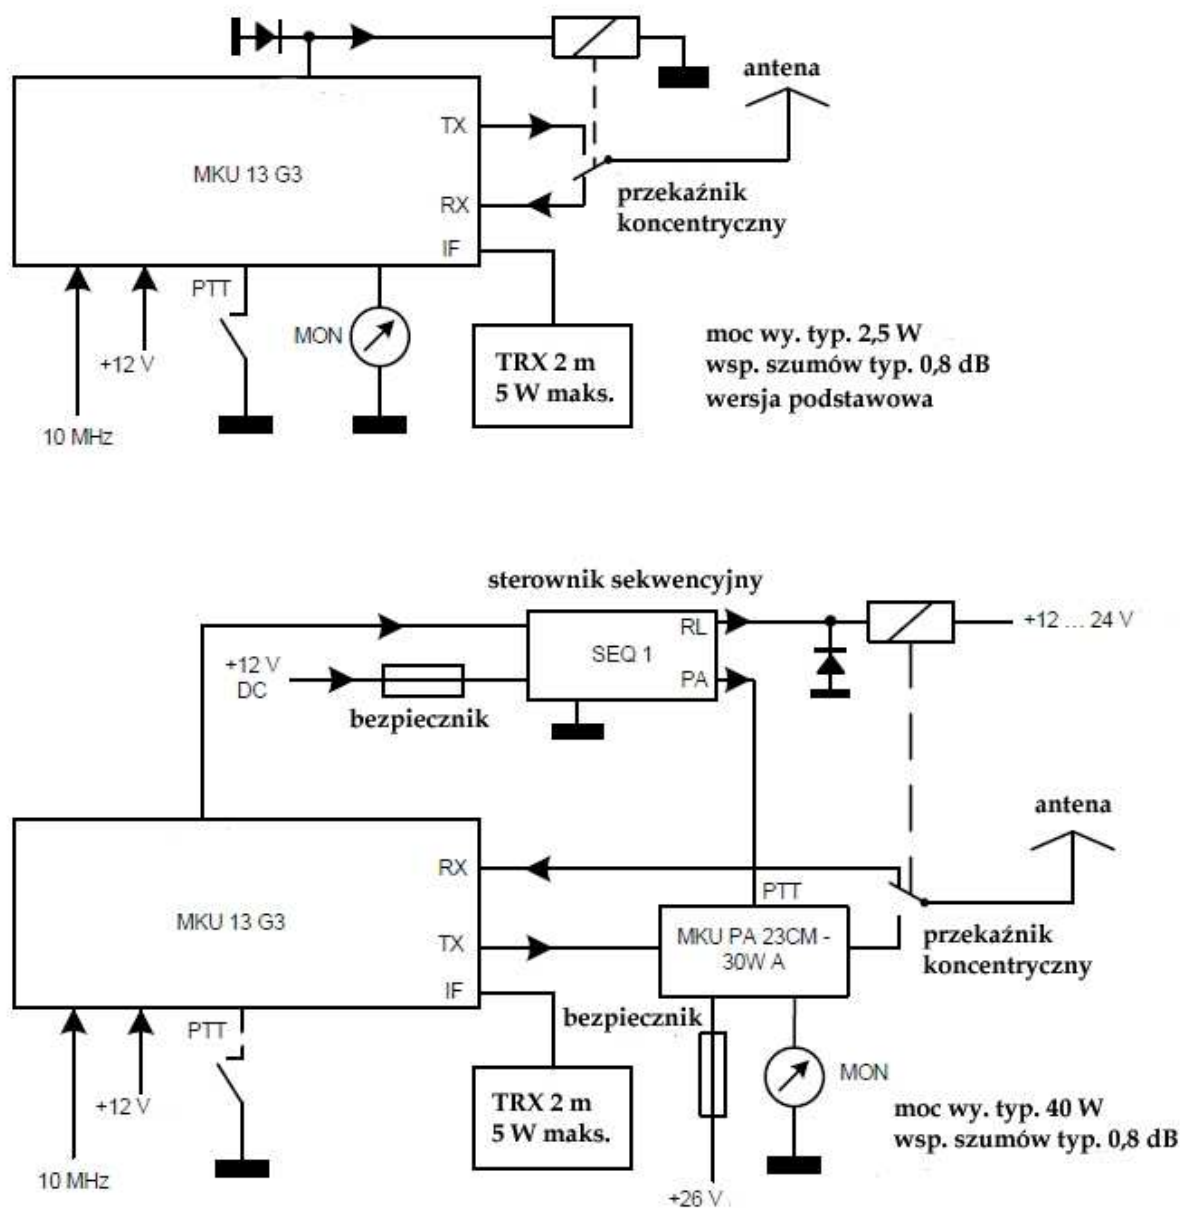 antena
TX
MKU 13 G3
RX
przekaźnik
koncentryczny
IF
PTT
MON
+12 V
10 MHz
TRX 2 m
5 W maks.
moc wy. typ. 2,5 W
wsp. szumów typ. 0,8 dB
wersja podstawowa
sterownik sekwencyjny
RL
+12 ... 24 V
SEQ 1
+12 V
DC
PA
bezpiecznik
antena
RX
PTT
MKU 13 G3
TX
MKU PA 23CM -
30W A
przekaźnik
koncentryczny
IF
bezpiecznik
PTT
MON
+12 V
TRX 2 m
5 W maks.
moc wy. typ. 40 W
wsp. szumów typ. 0,8 dB
10 MHz
+26 V